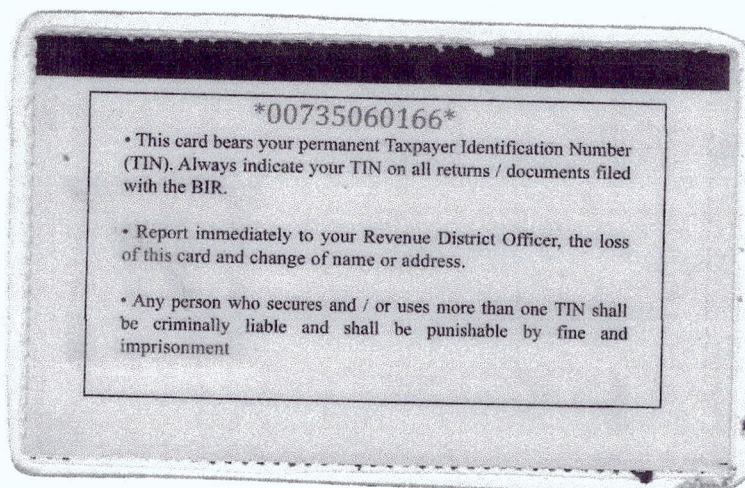 *00735060166*
• This card bears your permanent Taxpayer Identification Number
(TIN). Always indicate your TIN on all returns / documents filed
with the BIR.
• Report immediately to your Revenue District Officer, the loss
of this card and change of name or address.
• Any person who secures and / or uses more than one TIN shall
be criminally liable and shall be punishable by fine and
imprisonment